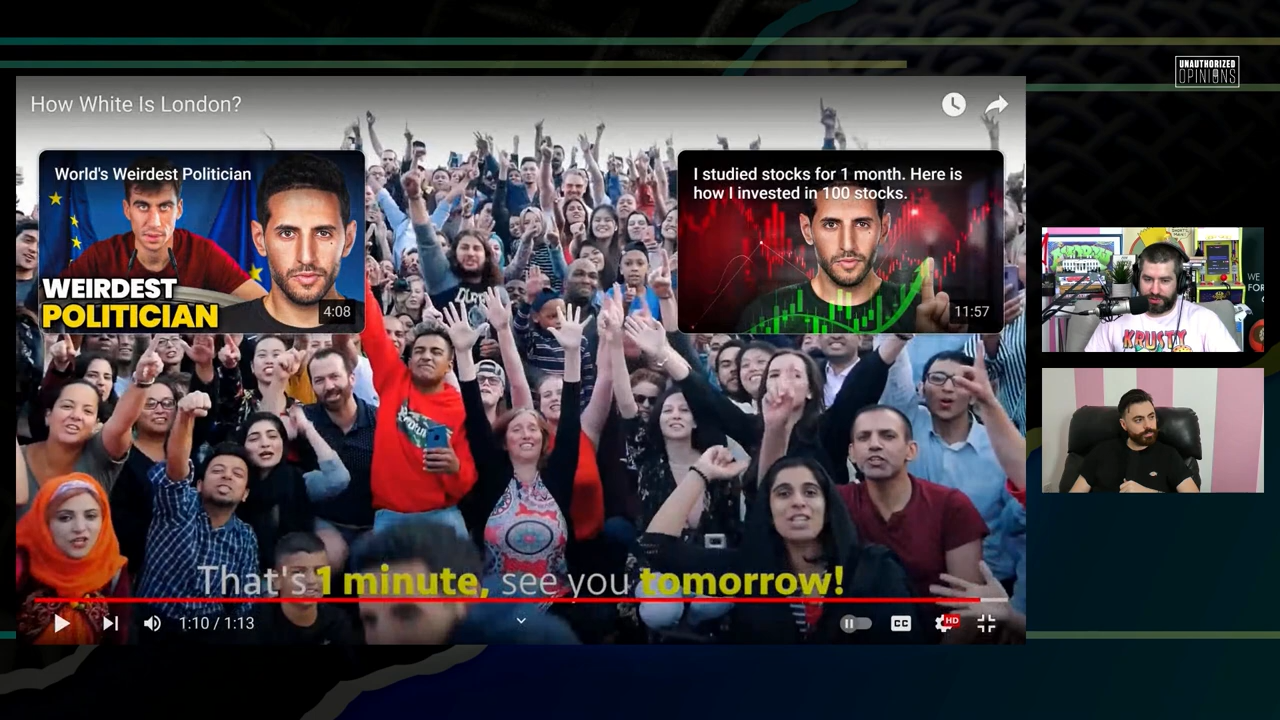 UNAUTHORIZED
OPINIONS
How White Is London?
World's Weirdest Politician
WEIRDEST
POLITICIAN
4:08
I studied stocks for 1 month. Here is
how I invested in 100 stocks.
11:57
KRUSTY
That's 1 minute, see you tomorrow!
1:10 / 1:13
CC
HD